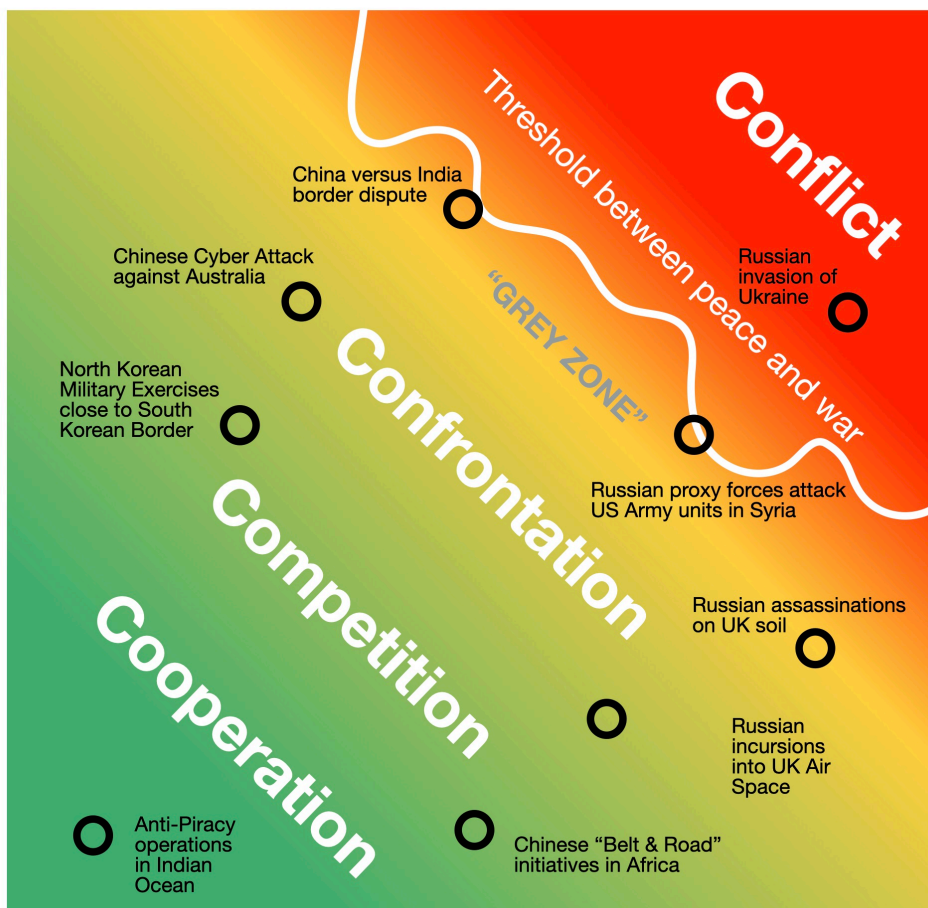 Conflict
Threshold between peace and war
China versus India
border dispute
Russian
invasion of
Ukraine
Chinese Cyber Attack
against Australia
“GREY ZONE”
Confrontation
North Korean
Military Exercises
close to South
Korean Border
Russian proxy forces attack
US Army units in Syria
Competition
Russian assassinations
on UK soil
Cooperation
Russian
incursions
into UK Air
Space
Anti-Piracy
operations
in Indian
Ocean
Chinese “Belt & Road”
initiatives in Africa